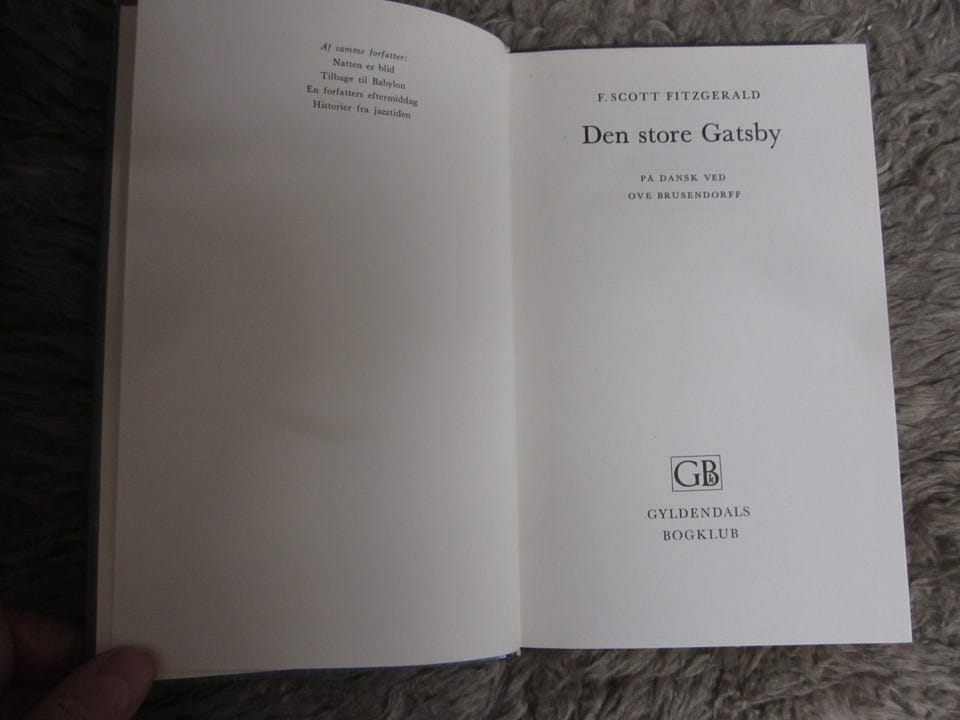 Af samme forfatter:
Natten er blid
Tilbage til Babylon
En forfatters eftermiddag
Historier fra jazztiden
F. SCOTT FITZGERALD
Den store Gatsby
PÅ DANSK VED
OVE BRUSENDORFF
GBk
GYLDENDALS
BOGKLUB